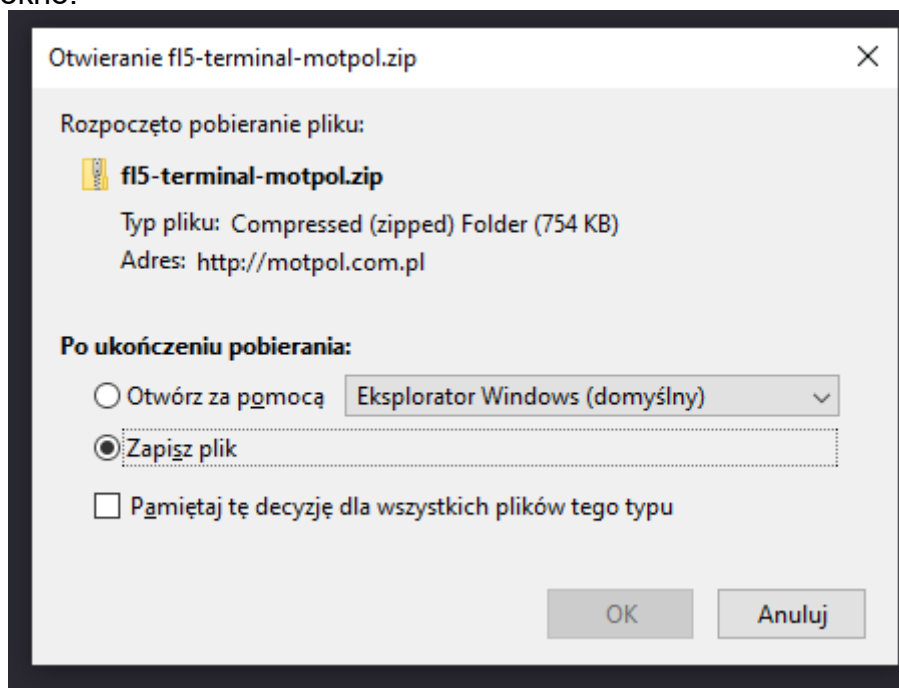 okno:
Otwieranie fl5-terminal-motpol.zip
Rozpoczęto pobieranie pliku:
fl5-terminal-motpol.zip
Typ pliku: Compressed (zipped) Folder (754 KB)
Adres: http://motpol.com.pl
Po ukończeniu pobierania:
Otwórz za pomocą Eksplorator Windows (domyślny)
Zapisz plik
Pamiętaj tę decyzję dla wszystkich plików tego typu
OK Anuluj